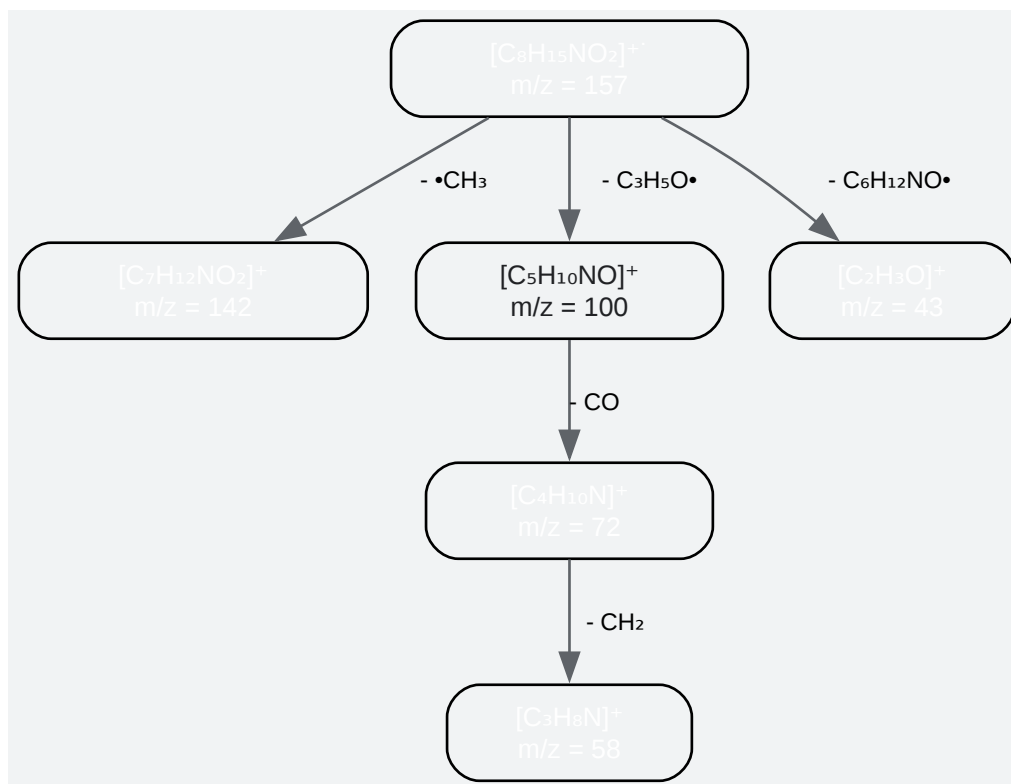 [C₈H₁₅NO₂]⁺˙
m/z = 157
- •CH₃
- C₃H₅O•
- C₆H₁₂NO•
[C₇H₁₂NO₂]⁺
m/z = 142
[C₅H₁₀NO]⁺
m/z = 100
[C₂H₃O]⁺
m/z = 43
- CO
[C₄H₁₀N]⁺
m/z = 72
- CH₂
[C₃H₈N]⁺
m/z = 58